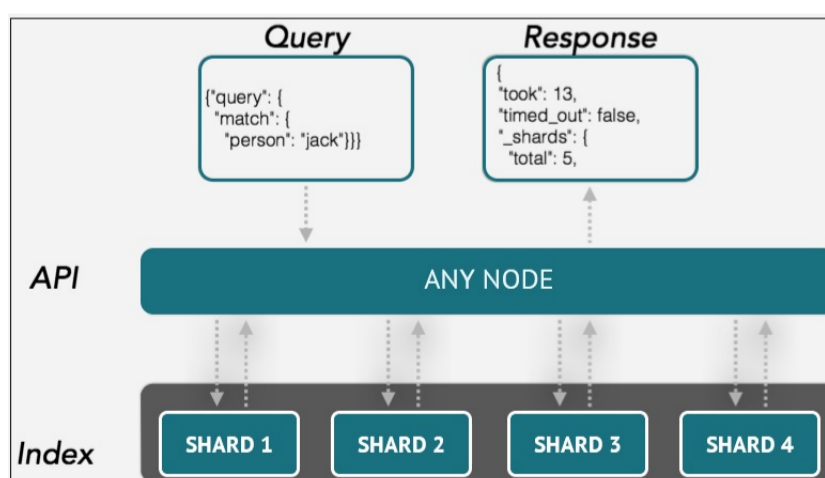 Query
Response
{"query": {
"match": {
"person": "jack"}}}
{
"took": 13,
"timed_out": false,
"_shards": {
"total": 5,
API
ANY NODE
Index
SHARD 1
SHARD 2
SHARD 3
SHARD 4